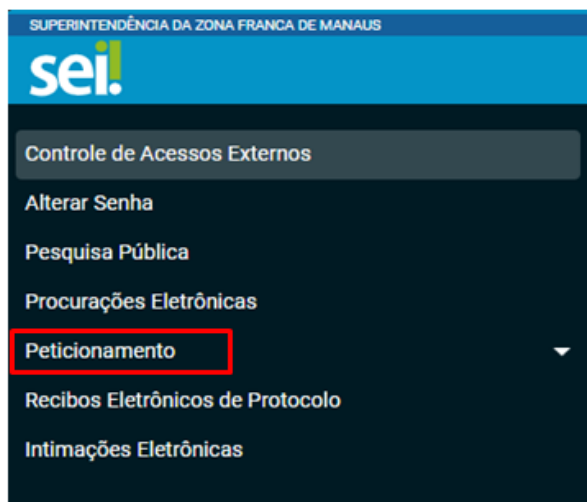 SUPERINTENDÊNCIA DA ZONA FRANCA DE MANAUS
sei!
Controle de Acessos Externos
Alterar Senha
Pesquisa Pública
Procurações Eletrônicas
Peticionamento
Recibos Eletrônicos de Protocolo
Intimações Eletrônicas